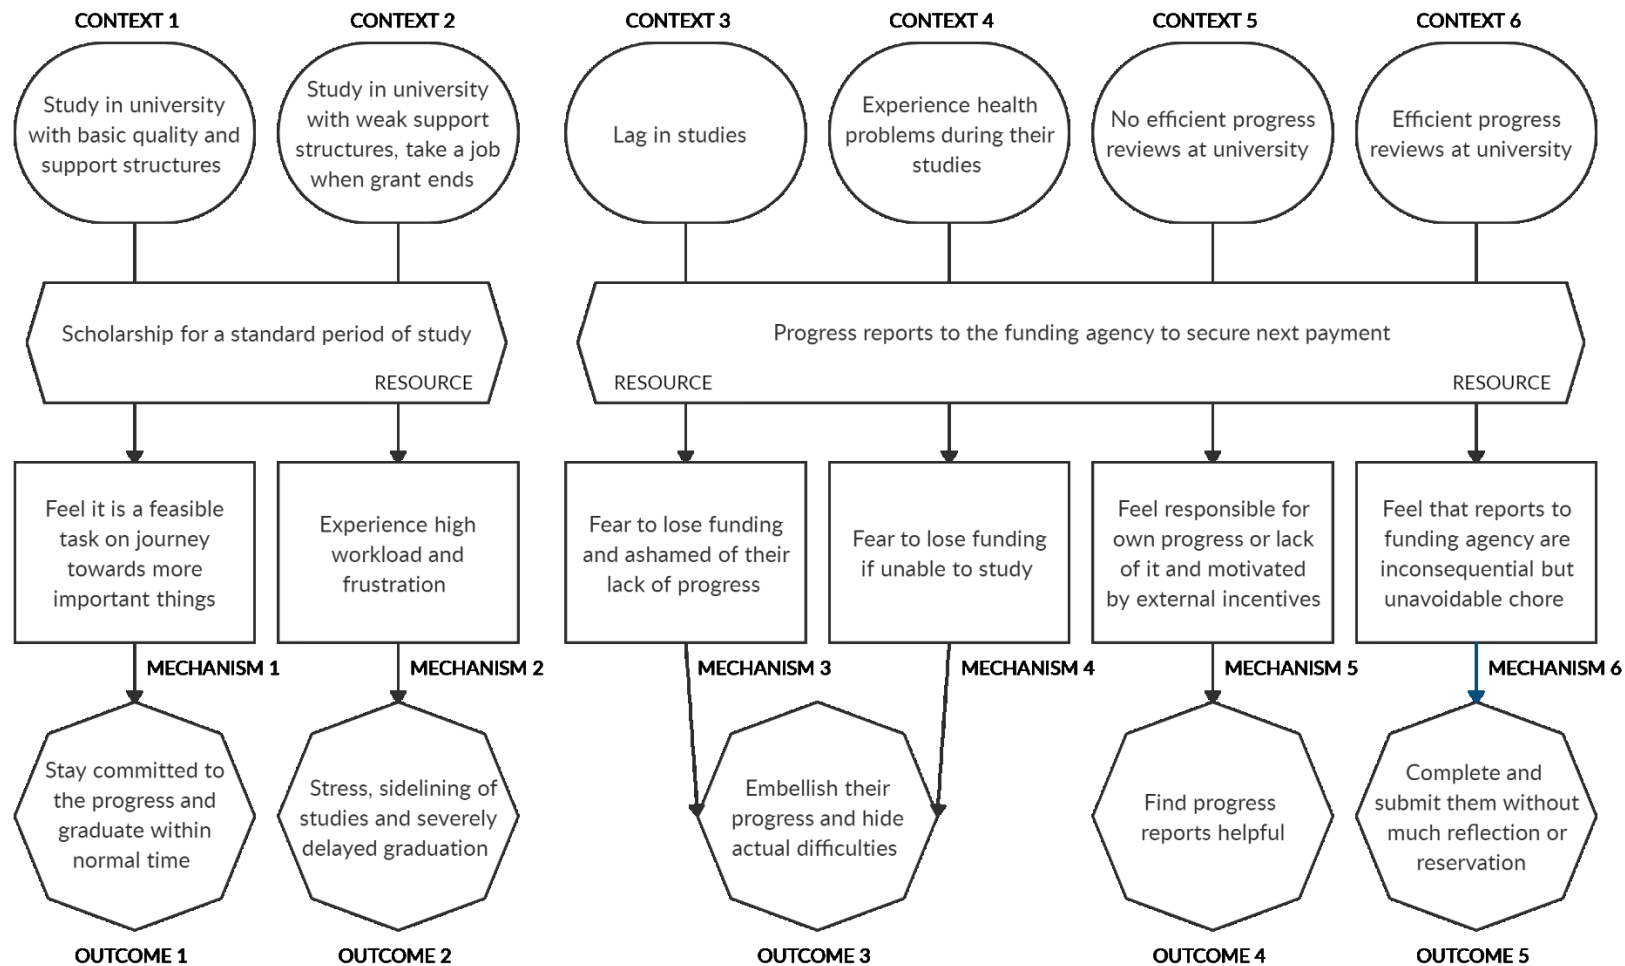 CONTEXT 1
CONTEXT 2
CONTEXT 3
CONTEXT 4
CONTEXT 5
CONTEXT 6
Study in university
with basic quality and
support structures
Study in university
with weak support
structures, take a job
when grant ends
Lag in studies
Experience health
problems during their
studies
No efficient progress
reviews at university
Efficient progress
reviews at university
Scholarship for a standard period of study
RESOURCE
Progress reports to the funding agency to secure next payment
RESOURCE
RESOURCE
Feel it is a feasible
task on journey
towards more
important things
Experience high
workload and
frustration
Fear to lose funding
and ashamed of their
lack of progress
Fear to lose funding
if unable to study
Feel responsible for
own progress or lack
of it and motivated
by external incentives
Feel that reports to
funding agency are
inconsequential but
unavoidable chore
MECHANISM 1
MECHANISM 2
MECHANISM 3
MECHANISM 4
MECHANISM 5
MECHANISM 6
Stay committed to
the progress and
graduate within
normal time
Stress, sidelining of
studies and severely
delayed graduation
Embellish their
progress and hide
actual difficulties
Find progress
reports helpful
Complete and
submit them without
much reflection or
reservation
OUTCOME 1
OUTCOME 2
OUTCOME 3
OUTCOME 4
OUTCOME 5